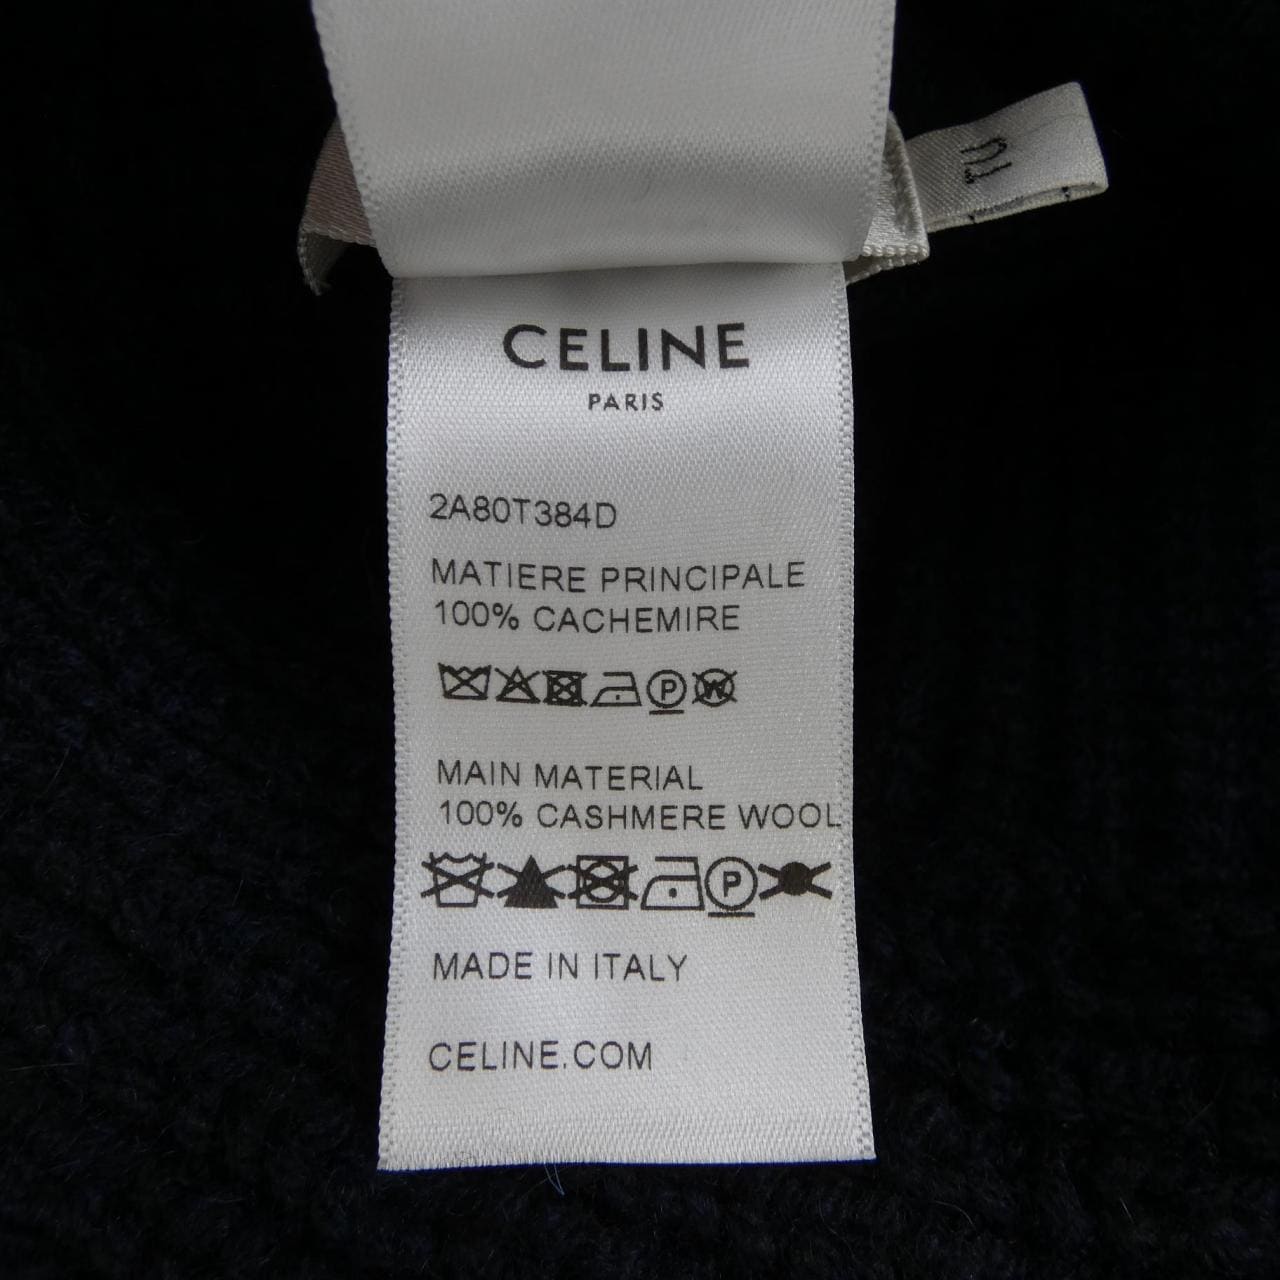 CELINE
PARIS
2A80T384D
MATIERE PRINCIPALE
100% CACHEMIRE
P W
MAIN MATERIAL
100% CASHMERE WOOL
P
MADE IN ITALY
CELINE.COM